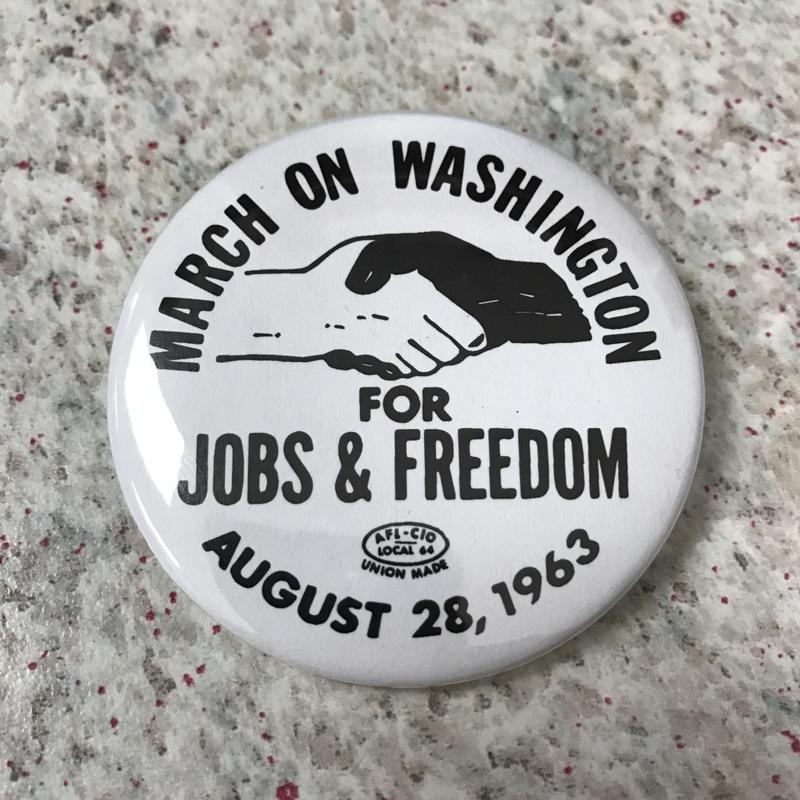 MARCH ON WASHINGTON
FOR
JOBS & FREEDOM
AFL-CIO
LOCAL 64
UNION MADE
AUGUST 28, 1963